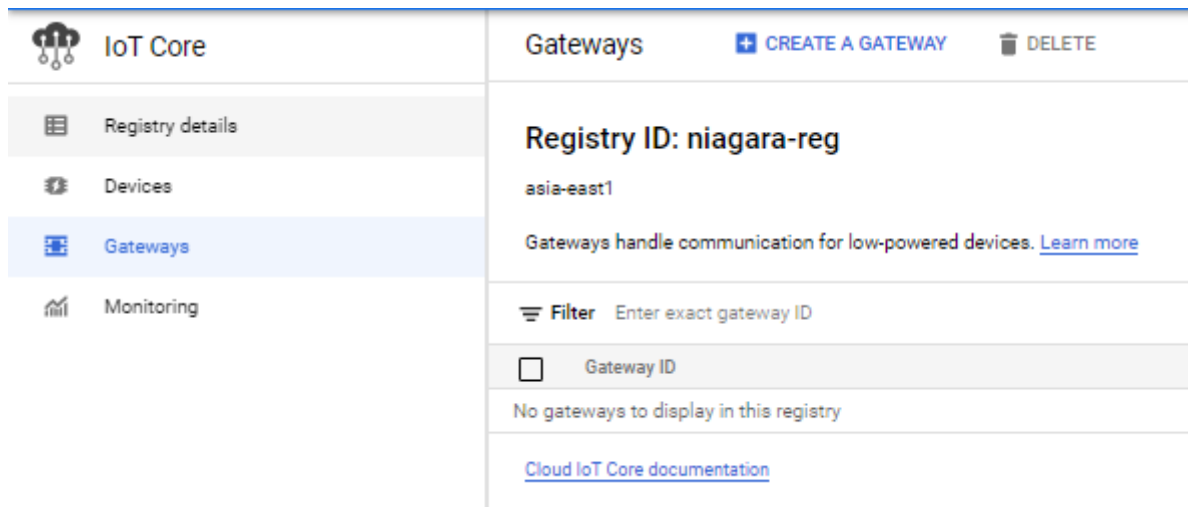 IoT Core
Registry details
Devices
Gateways
Monitoring
Gateways CREATE A GATEWAY DELETE
Registry ID: niagara-reg
asia-east1
Gateways handle communication for low-powered devices. Learn more
Filter Enter exact gateway ID
Gateway ID
No gateways to display in this registry
Cloud IoT Core documentation